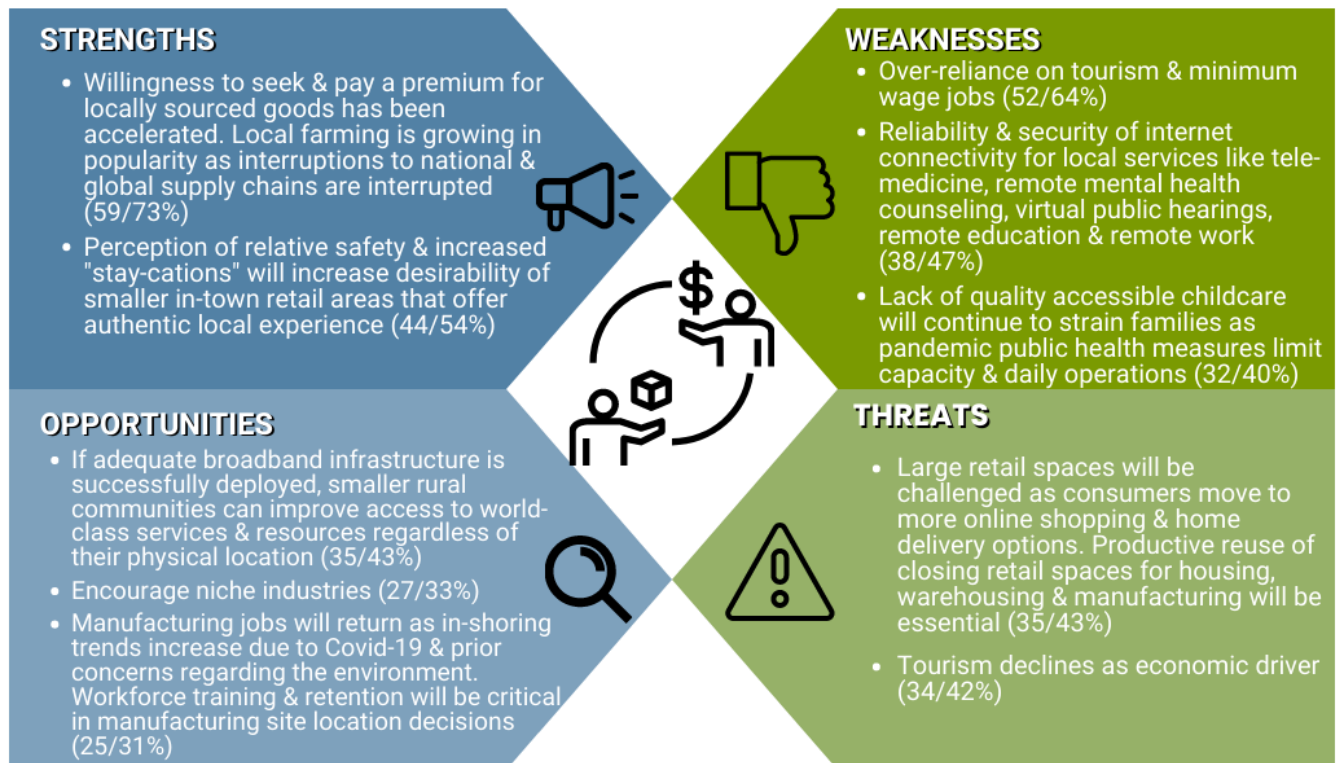 STRENGTHS
• Willingness to seek & pay a premium for
locally sourced goods has been
accelerated. Local farming is growing in
popularity as interruptions to national &
global supply chains are interrupted
(59/73%)
• Perception of relative safety & increased
"stay-cations" will increase desirability of
smaller in-town retail areas that offer
authentic local experience (44/54%)
WEAKNESSES
• Over-reliance on tourism & minimum
wage jobs (52/64%)
• Reliability & security of internet
connectivity for local services like tele-
medicine, remote mental health
counseling, virtual public hearings,
remote education & remote work
(38/47%)
• Lack of quality accessible childcare
will continue to strain families as
pandemic public health measures limit
capacity & daily operations (32/40%)
OPPORTUNITIES
• If adequate broadband infrastructure is
successfully deployed, smaller rural
communities can improve access to world-
class services & resources regardless of
their physical location (35/43%)
• Encourage niche industries (27/33%)
• Manufacturing jobs will return as in-shoring
trends increase due to Covid-19 & prior
concerns regarding the environment.
Workforce training & retention will be critical
in manufacturing site location decisions
(25/31%)
THREATS
• Large retail spaces will be
challenged as consumers move to
more online shopping & home
delivery options. Productive reuse of
closing retail spaces for housing,
warehousing & manufacturing will be
essential (35/43%)
• Tourism declines as economic driver
(34/42%)
$